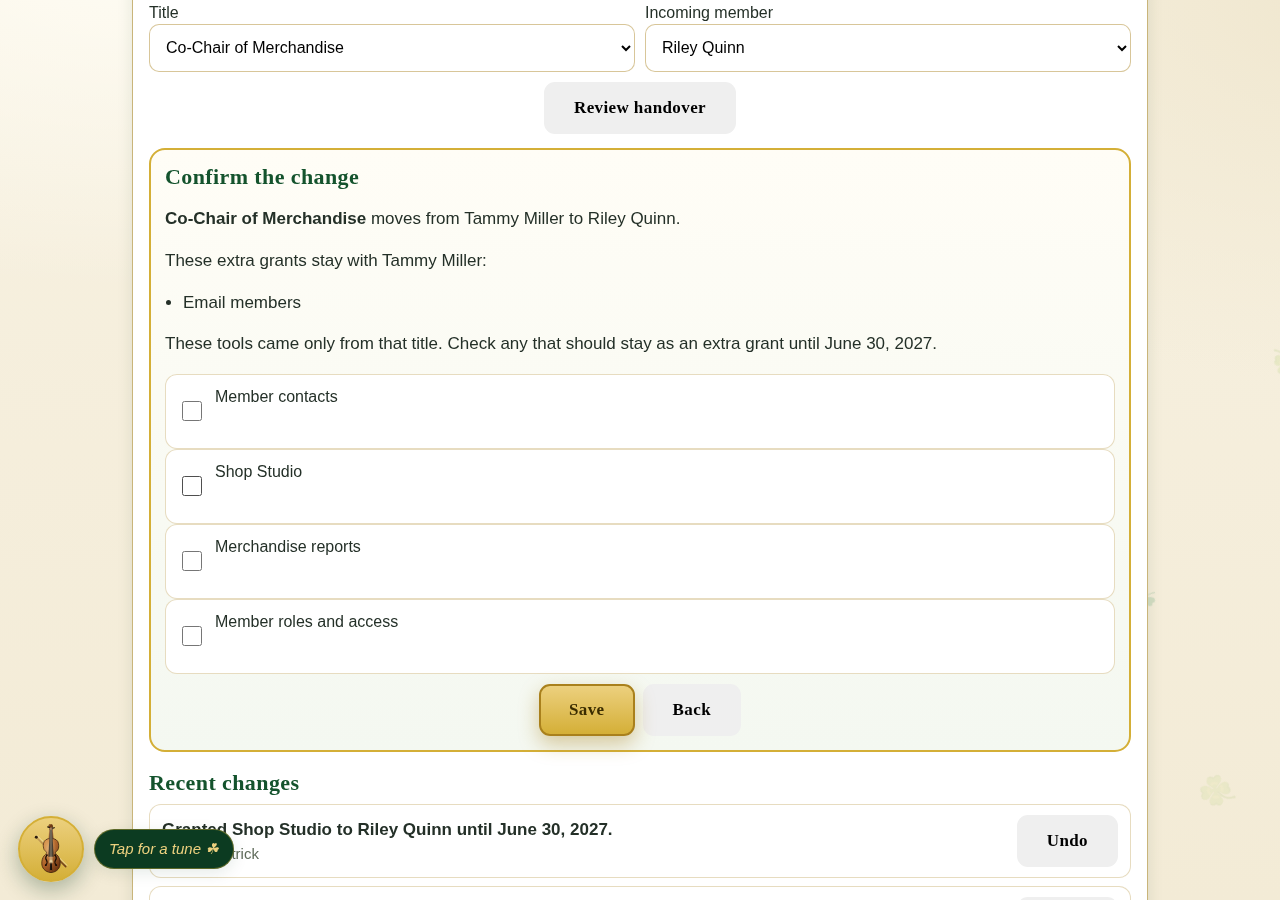 Title
Incoming member
Co-Chair of Merchandise
Riley Quinn
Review handover
Confirm the change
Co-Chair of Merchandise moves from Tammy Miller to Riley Quinn.
These extra grants stay with Tammy Miller:
• Email members
These tools came only from that title. Check any that should stay as an extra grant until June 30, 2027.
Member contacts
Shop Studio
Merchandise reports
Member roles and access
Save
Back
Recent changes
Granted Shop Studio to Riley Quinn until June 30, 2027.
Undo
Tap for a tune ☘